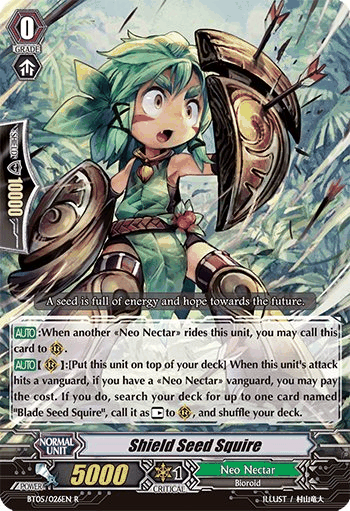 0
GRADE
SHIELD
10000
A seed is full of energy and hope towards the future.
AUTO:When another «Neo Nectar» rides this unit, you may call this
card to Ⓡ.
AUTO[Ⓡ]:[Put this unit on top of your deck] When this unit's attack
hits a vanguard, if you have a «Neo Nectar» vanguard, you may pay
the cost. If you do, search your deck for up to one card named
"Blade Seed Squire", call it as to Ⓡ, and shuffle your deck.
NORMAL
UNIT
Shield Seed Squire
POWER
5000
1
CRITICAL
Neo Nectar
Bioroid
BT05/026EN R
ILLUST / 村山竜大